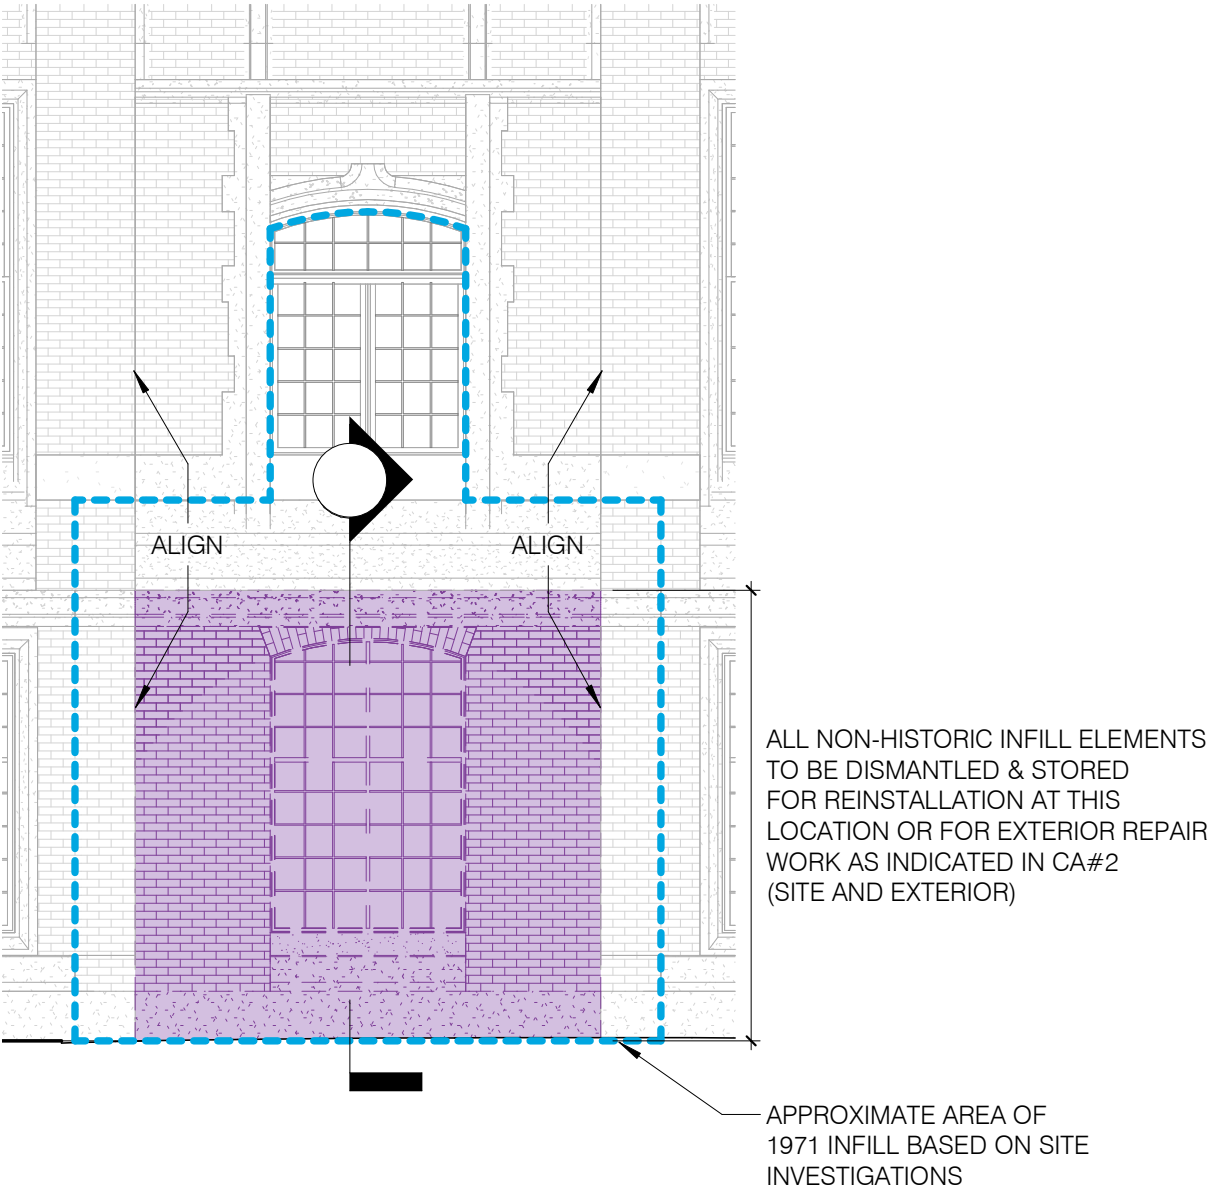 ALIGN
ALIGN
ALL NON-HISTORIC INFILL ELEMENTS
TO BE DISMANTLED & STORED
FOR REINSTALLATION AT THIS
LOCATION OR FOR EXTERIOR REPAIR
WORK AS INDICATED IN CA#2
(SITE AND EXTERIOR)
APPROXIMATE AREA OF
1971 INFILL BASED ON SITE
INVESTIGATIONS